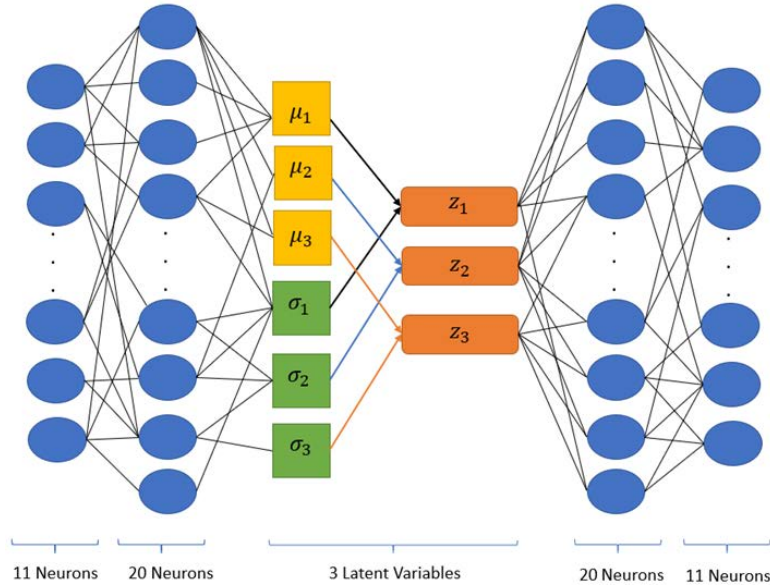 μ₁
μ₂
μ₃
σ₁
σ₂
σ₃
z₁
z₂
z₃
11 Neurons
20 Neurons
3 Latent Variables
20 Neurons
11 Neurons